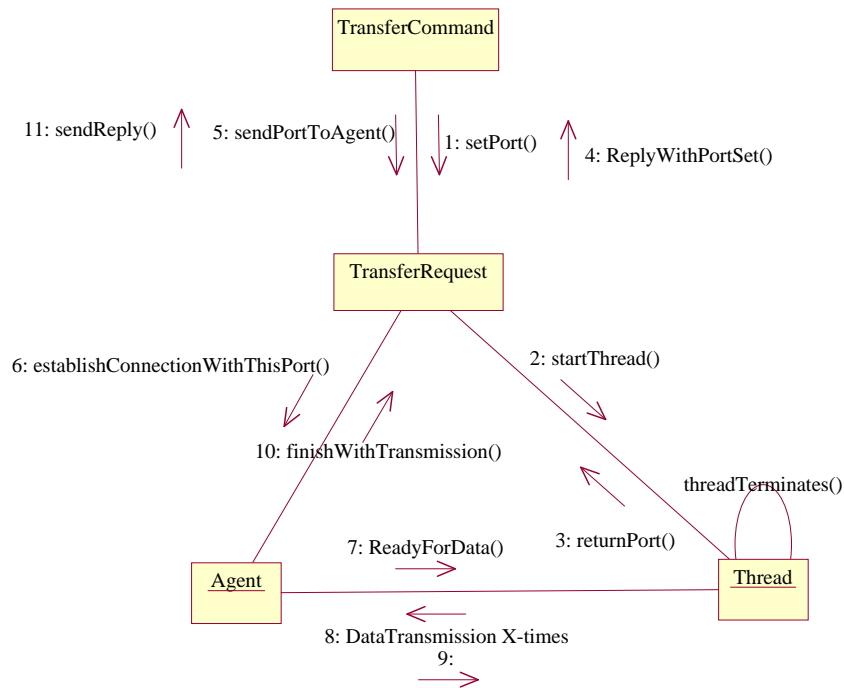 TransferCommand
11: sendReply()
5: sendPortToAgent()
1: setPort()
4: ReplyWithPortSet()
TransferRequest
6: establishConnectionWithThisPort()
2: startThread()
10: finishWithTransmission()
threadTerminates()
7: ReadyForData()
3: returnPort()
Agent
Thread
8: DataTransmission X-times
9: